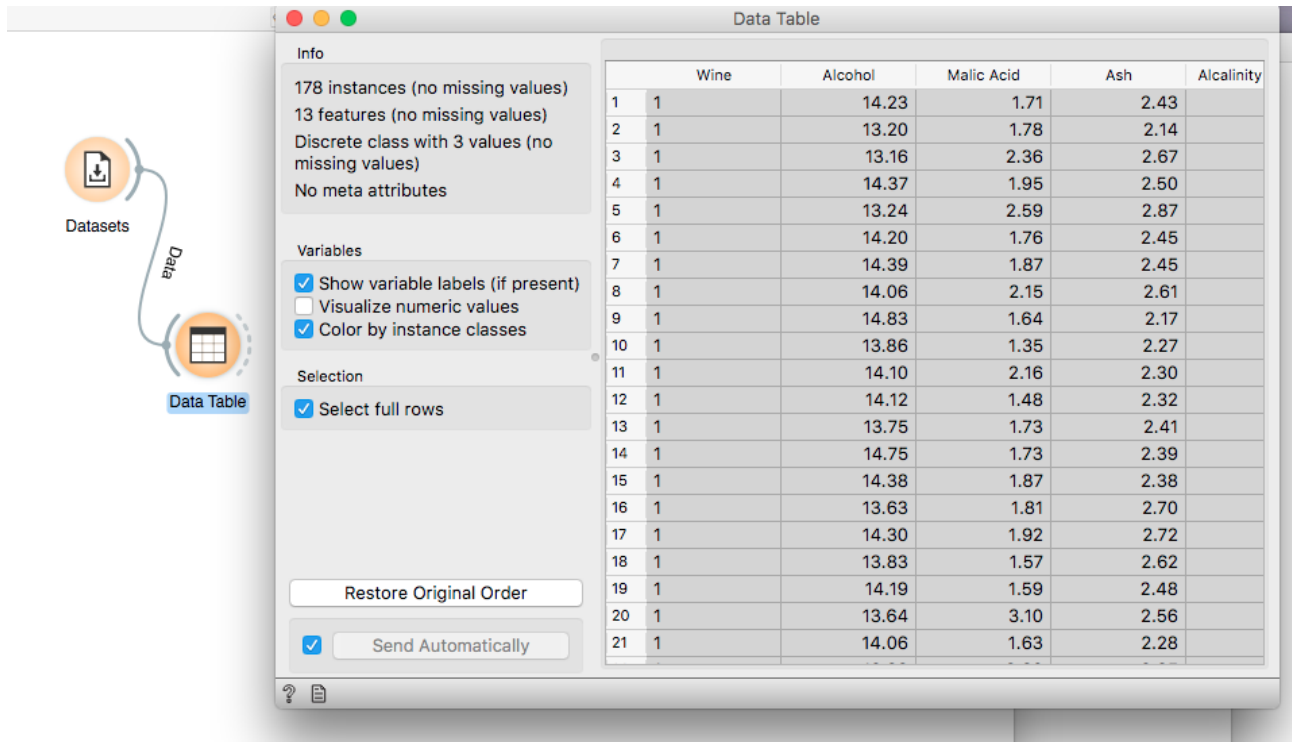 Data Table
Info
178 instances (no missing values)
13 features (no missing values)
Discrete class with 3 values (no
missing values)
No meta attributes
Variables
Show variable labels (if present)
Visualize numeric values
Color by instance classes
Selection
Select full rows
Restore Original Order
Send Automatically
Datasets
Data
Data Table
Wine Alcohol Malic Acid Ash Alcalinity
1 1 14.23 1.71 2.43
2 1 13.20 1.78 2.14
3 1 13.16 2.36 2.67
4 1 14.37 1.95 2.50
5 1 13.24 2.59 2.87
6 1 14.20 1.76 2.45
7 1 14.39 1.87 2.45
8 1 14.06 2.15 2.61
9 1 14.83 1.64 2.17
10 1 13.86 1.35 2.27
11 1 14.10 2.16 2.30
12 1 14.12 1.48 2.32
13 1 13.75 1.73 2.41
14 1 14.75 1.73 2.39
15 1 14.38 1.87 2.38
16 1 13.63 1.81 2.70
17 1 14.30 1.92 2.72
18 1 13.83 1.57 2.62
19 1 14.19 1.59 2.48
20 1 13.64 3.10 2.56
21 1 14.06 1.63 2.28
?